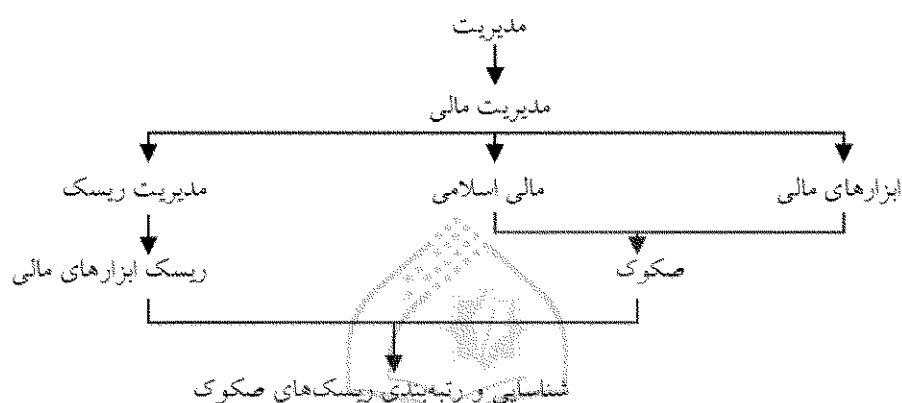 مدیریت
مدیریت مالی
ابزارهای مالی
مالی اسلامی
مدیریت ریسک
صکوک
ریسک ابزارهای مالی
شناسایی و رتبه‌بندی ریسک‌های صکوک